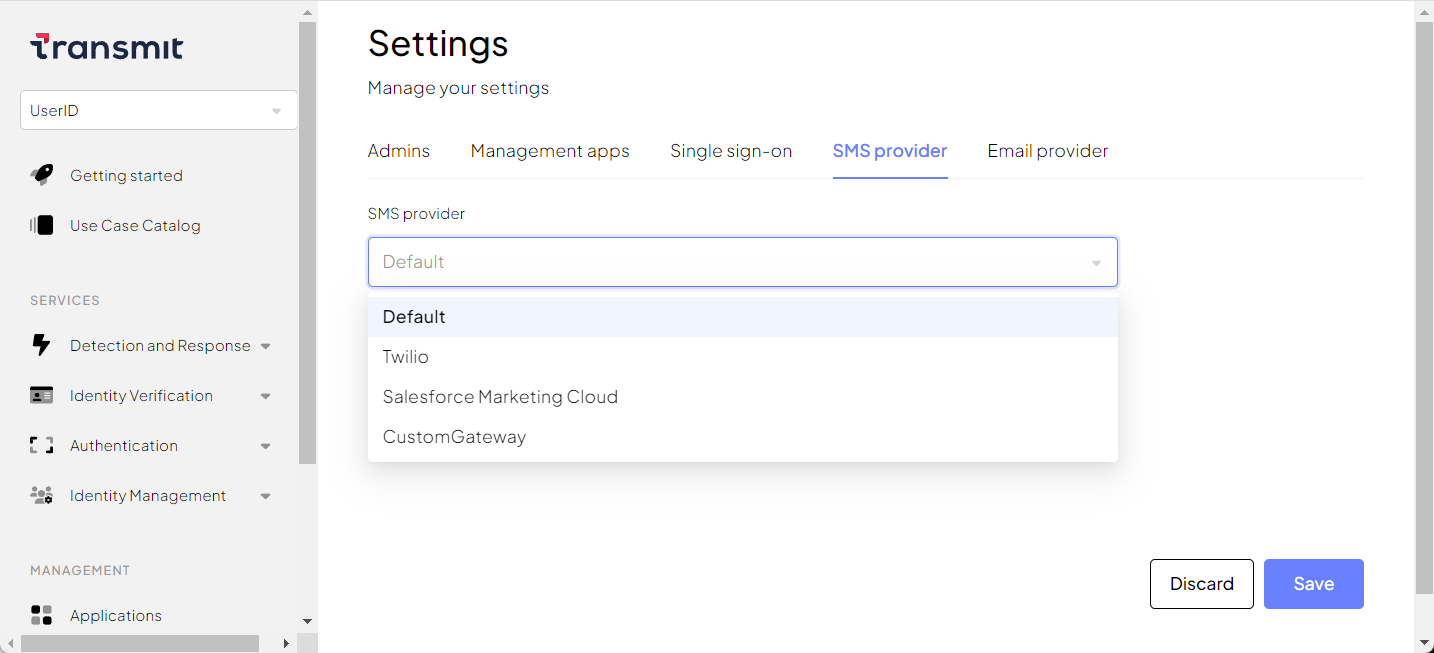 Transmit
UserID
Getting started
Use Case Catalog
SERVICES
Detection and Response
Identity Verification
Authentication
Identity Management
MANAGEMENT
Applications
Settings
Manage your settings
Admins Management apps Single sign-on SMS provider Email provider
SMS provider
Default
Default
Twilio
Salesforce Marketing Cloud
CustomGateway
Discard Save